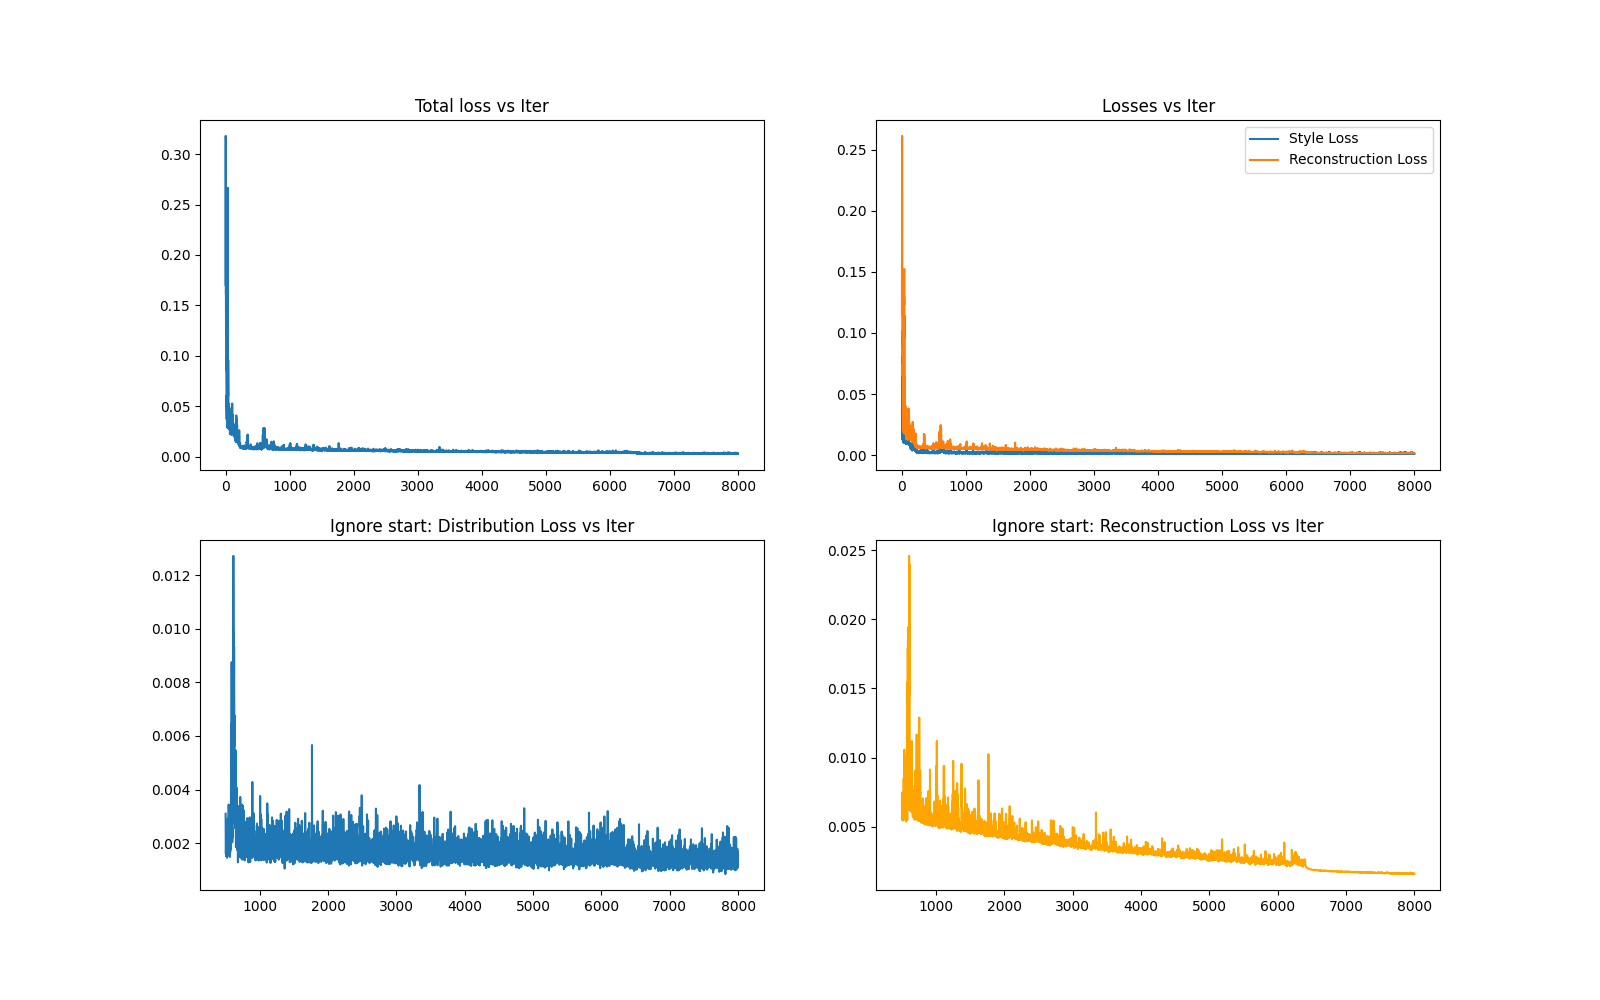 Total loss vs Iter
0.30
0.25
0.20
0.15
0.10
0.05
0.00
0 1000 2000 3000 4000 5000 6000 7000 8000
Losses vs Iter
Style Loss
Reconstruction Loss
0.25
0.20
0.15
0.10
0.05
0.00
0 1000 2000 3000 4000 5000 6000 7000 8000
Ignore start: Distribution Loss vs Iter
0.012
0.010
0.008
0.006
0.004
0.002
1000 2000 3000 4000 5000 6000 7000 8000
Ignore start: Reconstruction Loss vs Iter
0.025
0.020
0.015
0.010
0.005
1000 2000 3000 4000 5000 6000 7000 8000